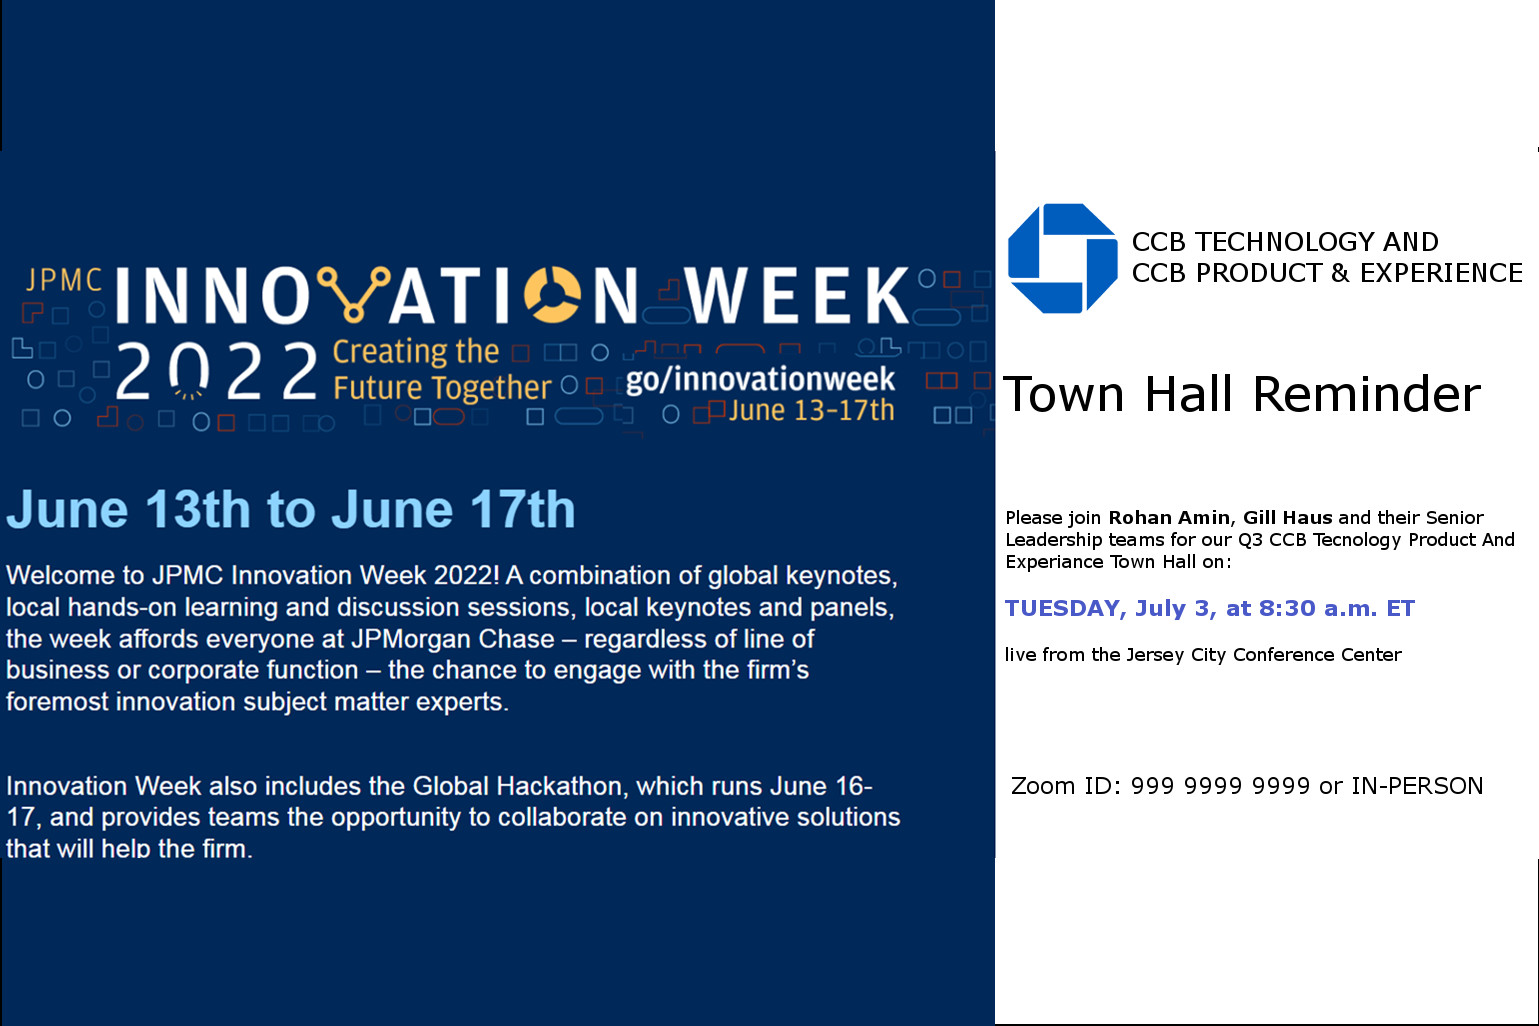 JPMC INNOVATION WEEK
2022 Creating the
Future Together
go/innovationweek
June 13-17th
June 13th to June 17th
Welcome to JPMC Innovation Week 2022! A combination of global keynotes,
local hands-on learning and discussion sessions, local keynotes and panels,
the week affords everyone at JPMorgan Chase – regardless of line of
business or corporate function – the chance to engage with the firm’s
foremost innovation subject matter experts.
Innovation Week also includes the Global Hackathon, which runs June 16-
17, and provides teams the opportunity to collaborate on innovative solutions
that will help the firm.
CCB TECHNOLOGY AND
CCB PRODUCT & EXPERIENCE
Town Hall Reminder
Please join Rohan Amin, Gill Haus and their Senior
Leadership teams for our Q3 CCB Tecnology Product And
Experiance Town Hall on:
TUESDAY, July 3, at 8:30 a.m. ET
live from the Jersey City Conference Center
Zoom ID: 999 9999 9999 or IN-PERSON